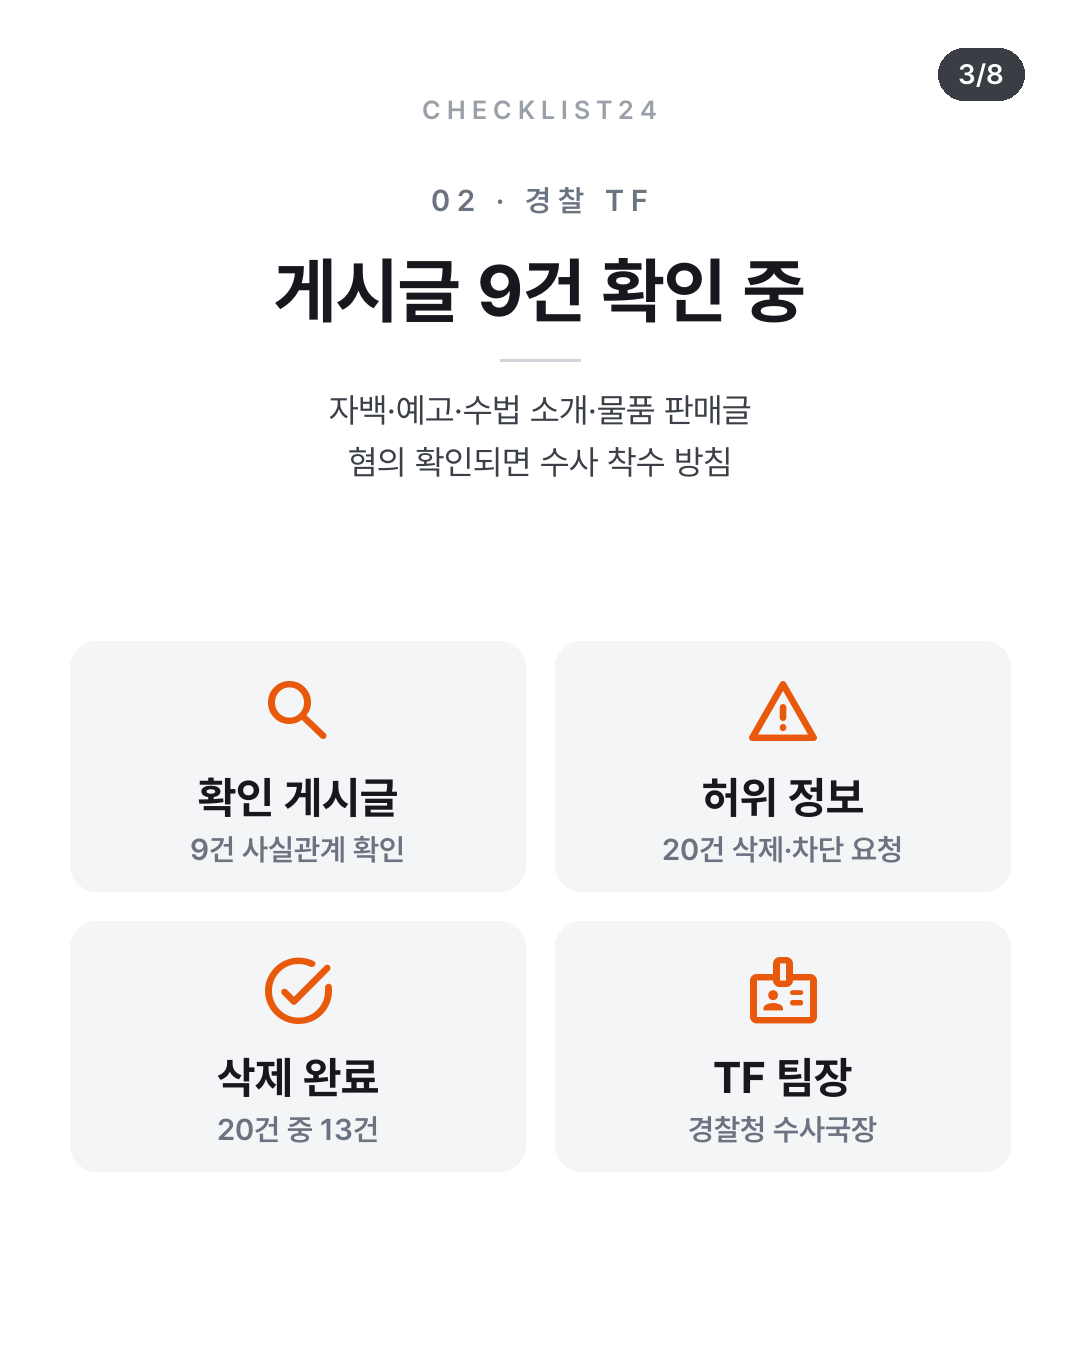 3/8
CHECKLIST24
02 · 경찰 TF
게시글 9건 확인 중
자백·예고·수법 소개·물품 판매글
혐의 확인되면 수사 착수 방침
확인 게시글
9건 사실관계 확인
허위 정보
20건 삭제·차단 요청
삭제 완료
20건 중 13건
TF 팀장
경찰청 수사국장